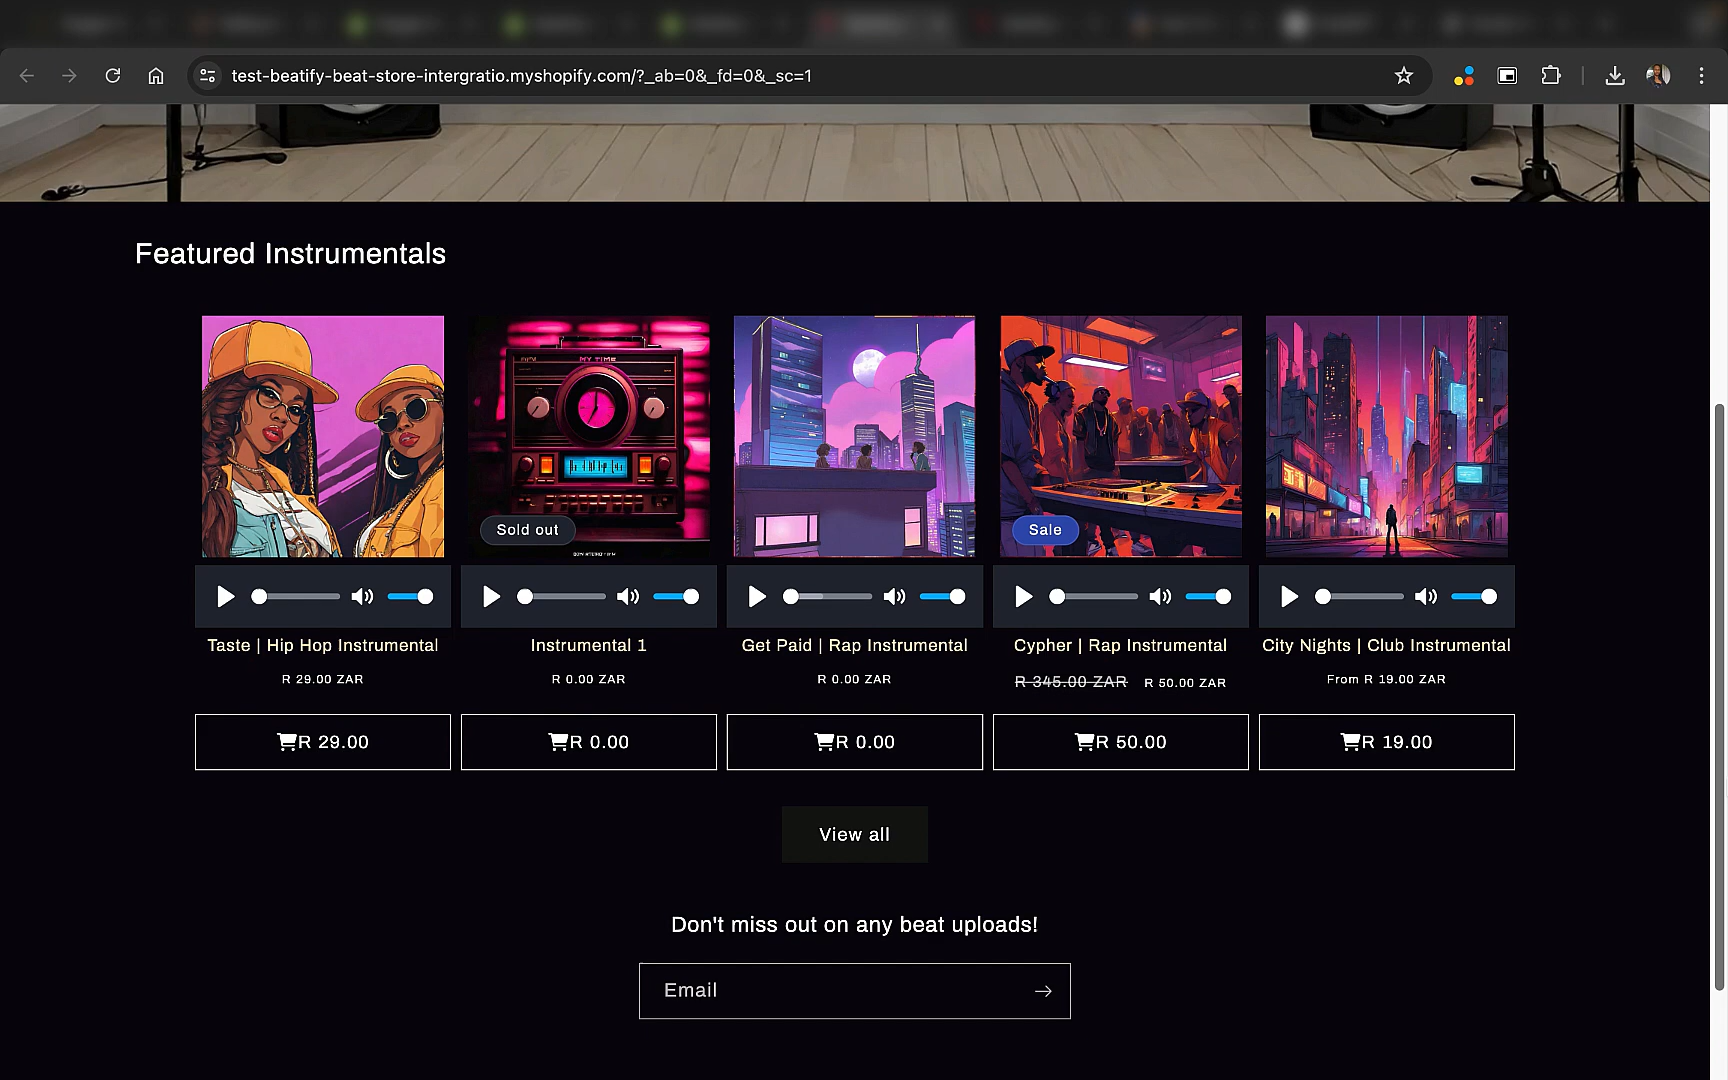 test-beatify-beat-store-intergratio.myshopify.com/?_ab=0&_fd=0&_sc=1
Featured Instrumentals
MY TIME
Sold out
Sale
Taste | Hip Hop Instrumental
Instrumental 1
Get Paid | Rap Instrumental
Cypher | Rap Instrumental
City Nights | Club Instrumental
R 29.00 ZAR
R 0.00 ZAR
R 0.00 ZAR
R 345.00 ZAR R 50.00 ZAR
From R 19.00 ZAR
R 29.00
R 0.00
R 0.00
R 50.00
R 19.00
View all
Don't miss out on any beat uploads!
Email